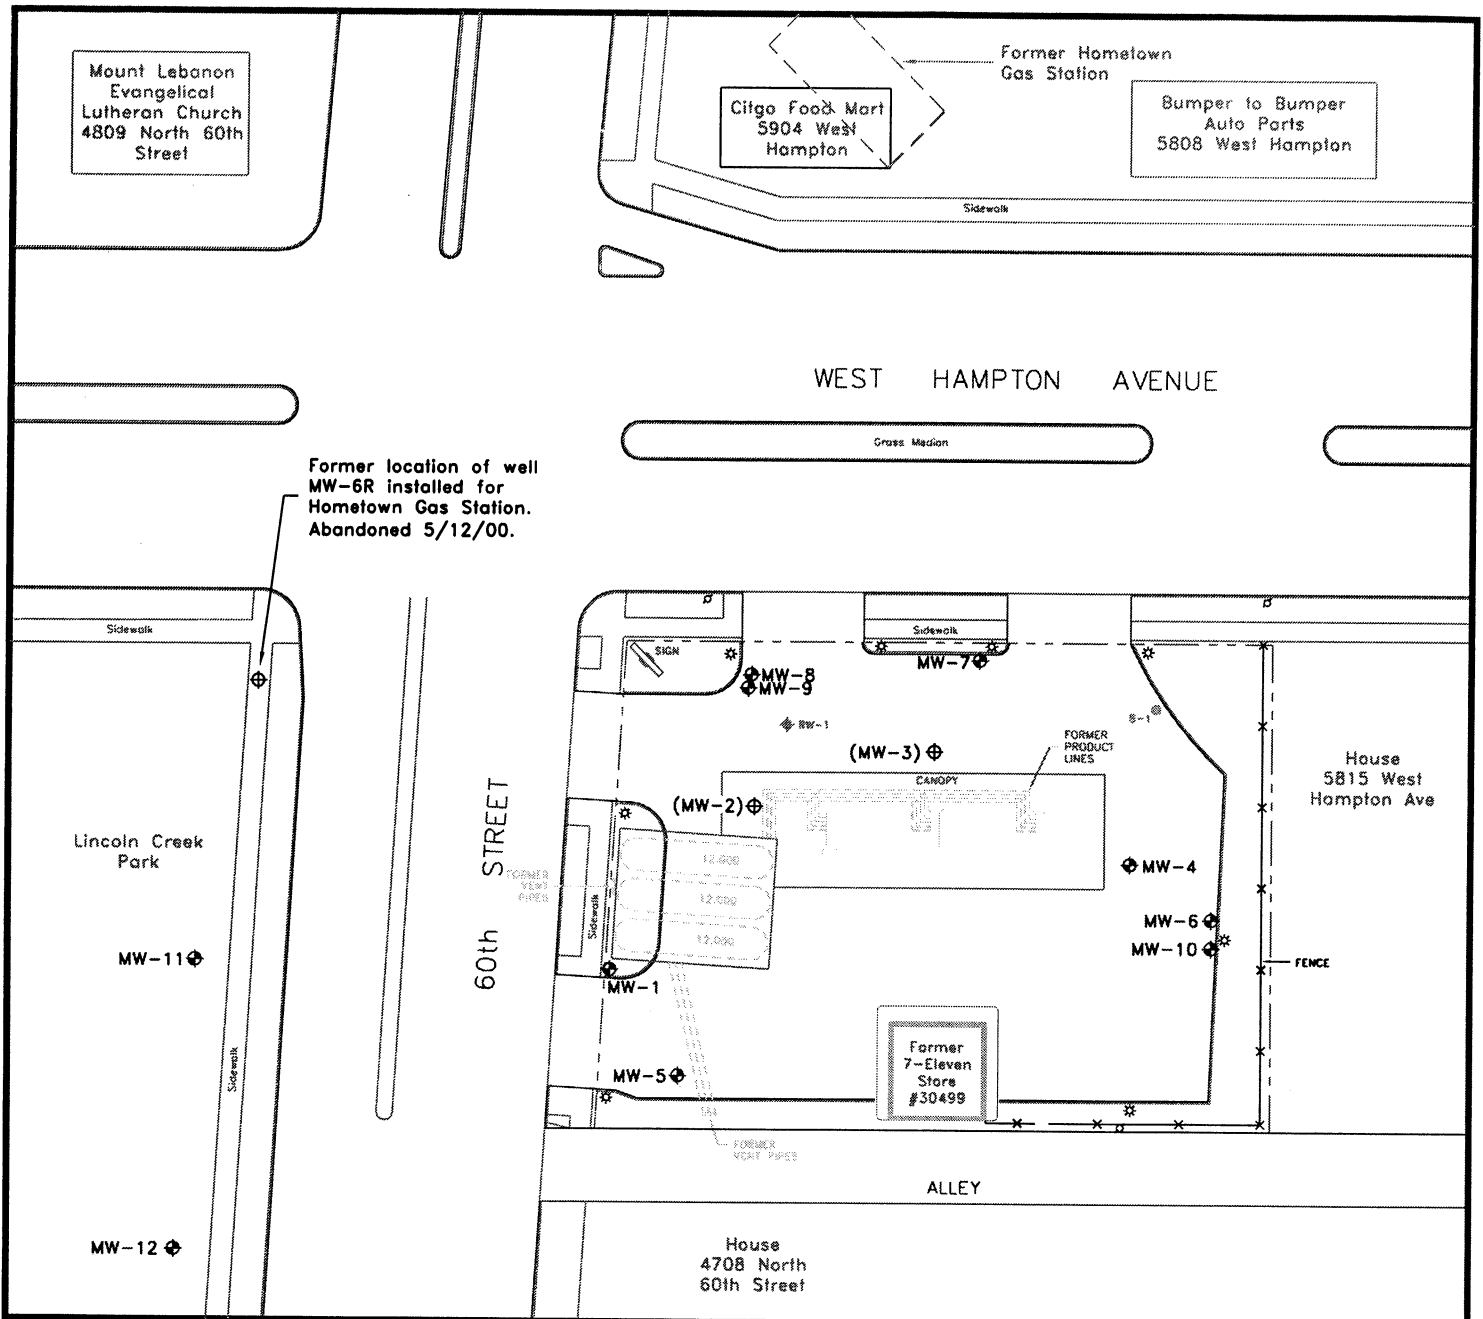 Mount Lebanon
Evangelical
Lutheran Church
4809 North 60th
Street
Former Hometown
Gas Station
Citgo Food Mart
5904 West
Hampton
Bumper to Bumper
Auto Parts
5808 West Hampton
Sidewalk
WEST HAMPTON AVENUE
Grass Median
Former location of well
MW-6R installed for
Hometown Gas Station.
Abandoned 5/12/00.
Sidewalk
SIGN
Sidewalk
MW-7
MW-8
MW-9
RW-1
B-1
(MW-3)
FORMER
PRODUCT
LINES
CANOPY
(MW-2)
House
5815 West
Hampton Ave
Lincoln Creek
Park
60th STREET
FORMER
VENT
PIPES
12,000
12,000
12,000
Sidewalk
MW-4
MW-6
MW-10
FENCE
MW-11
MW-1
Sidewalk
MW-5
Former
7-Eleven
Store
#30499
FORMER
VENT PIPES
ALLEY
MW-12
House
4708 North
60th Street